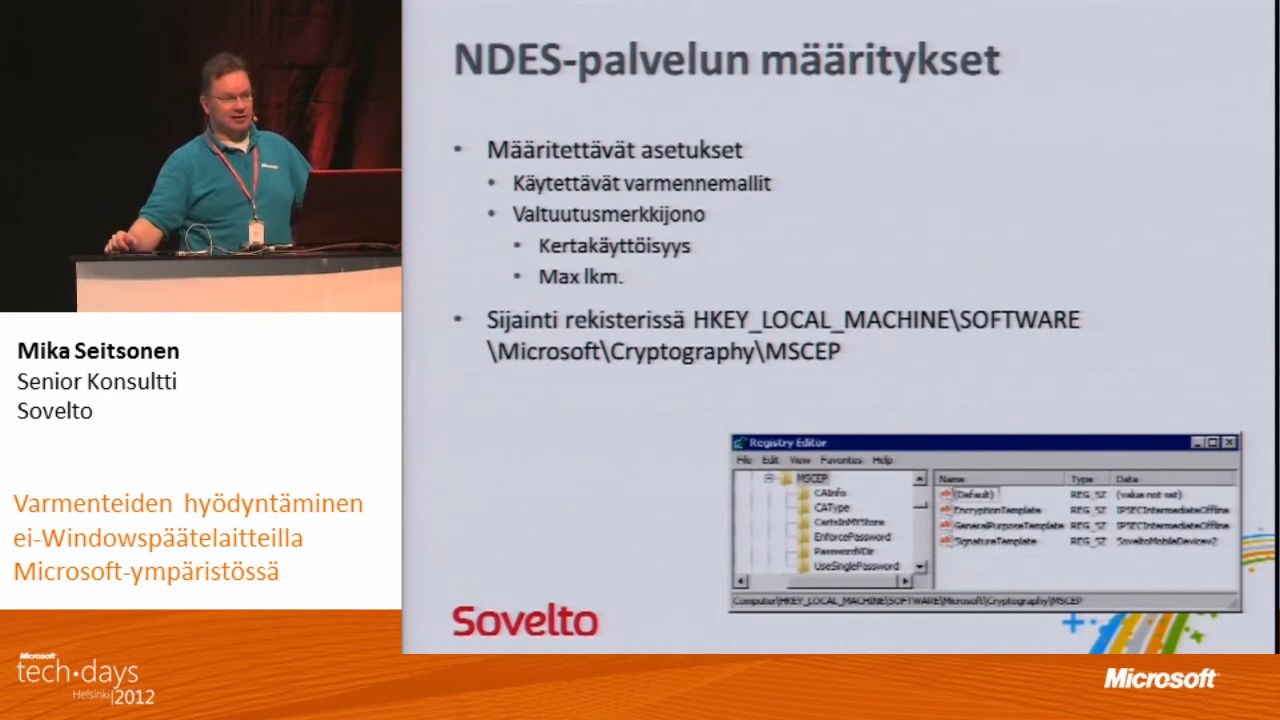 NDES-palvelun määritykset
• Määritettävät asetukset
• Käytettävät varmennemallit
• Valtuutusmerkkijono
• Kertakäyttöisyys
• Max lkm.
• Sijainti rekisterissä HKEY_LOCAL_MACHINE\SOFTWARE
\Microsoft\Cryptography\MSCEP
Mika Seitsonen
Senior Konsultti
Sovelto
Varmenteiden hyödyntäminen
ei-Windowspäätelaitteilla
Microsoft-ympäristössä
Registry Editor
File Edit View Favorites Help
MSCEP
CAInfo
CAType
CertsInMYStore
EnforcePassword
PasswordVDir
UseSinglePassword
Name Type Data
(Default) REG_SZ (value not set)
EncryptionTemplate REG_SZ IPSECIntermediateOffline
GeneralPurposeTemplate REG_SZ IPSECIntermediateOffline
SignatureTemplate REG_SZ SoveltoMobileDevicev2
Computer\HKEY_LOCAL_MACHINE\SOFTWARE\Microsoft\Cryptography\MSCEP
Sovelto
Microsoft
tech·days
Helsinki|2012
Microsoft